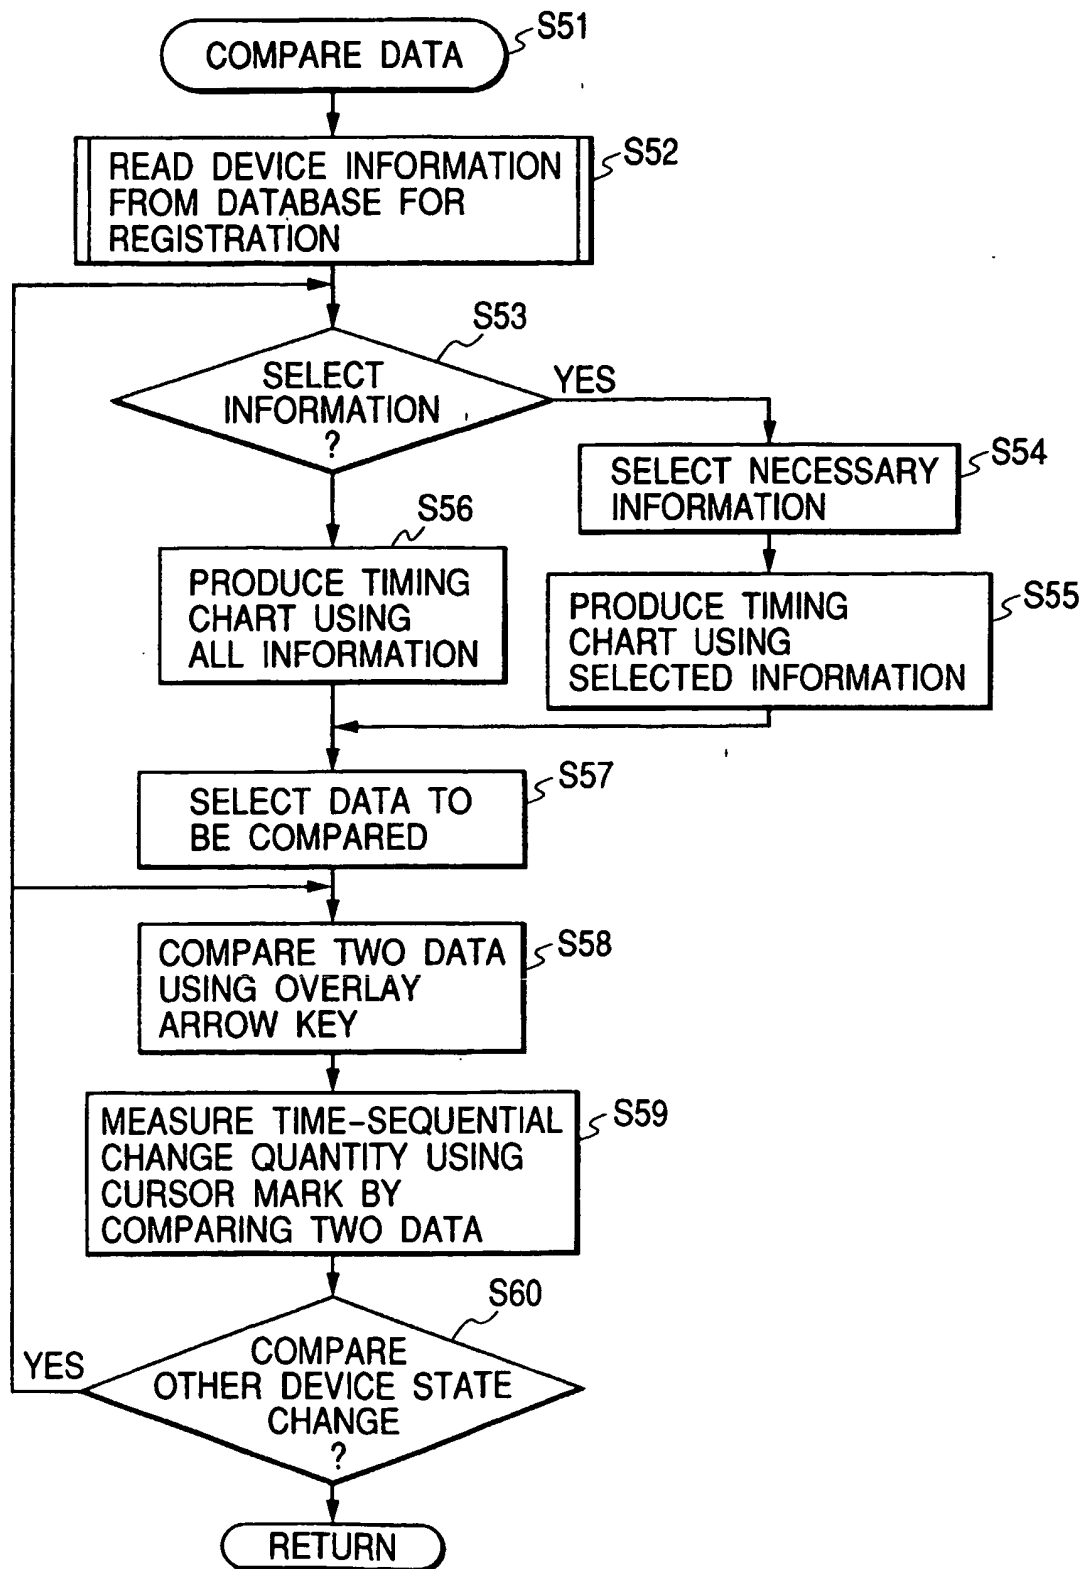 COMPARE DATA
S51
READ DEVICE INFORMATION
FROM DATABASE FOR
REGISTRATION
S52
S53
SELECT
INFORMATION
?
YES
S54
SELECT NECESSARY
INFORMATION
S56
PRODUCE TIMING
CHART USING
ALL INFORMATION
S55
PRODUCE TIMING
CHART USING
SELECTED INFORMATION
S57
SELECT DATA TO
BE COMPARED
S58
COMPARE TWO DATA
USING OVERLAY
ARROW KEY
S59
MEASURE TIME-SEQUENTIAL
CHANGE QUANTITY USING
CURSOR MARK BY
COMPARING TWO DATA
S60
YES
COMPARE
OTHER DEVICE STATE
CHANGE
?
RETURN